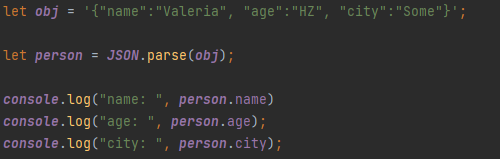 let obj = '{"name":"Valeria", "age":"HZ", "city":"Some"}';
let person = JSON.parse(obj);
console.log("name: ", person.name)
console.log("age: ", person.age);
console.log("city: ", person.city);